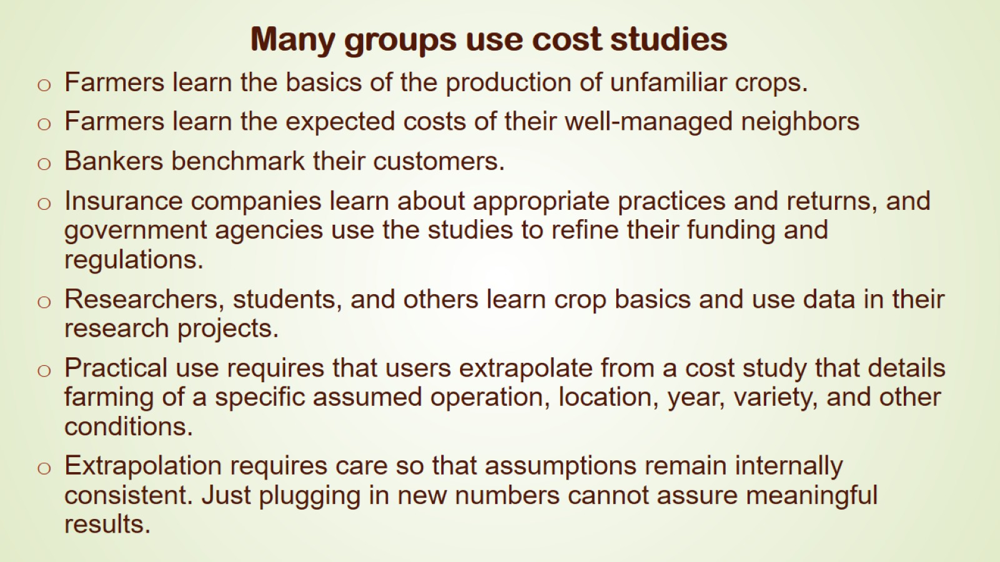 Many groups use cost studies
o Farmers learn the basics of the production of unfamiliar crops.
o Farmers learn the expected costs of their well-managed neighbors
o Bankers benchmark their customers.
o Insurance companies learn about appropriate practices and returns, and
government agencies use the studies to refine their funding and
regulations.
o Researchers, students, and others learn crop basics and use data in their
research projects.
o Practical use requires that users extrapolate from a cost study that details
farming of a specific assumed operation, location, year, variety, and other
conditions.
o Extrapolation requires care so that assumptions remain internally
consistent. Just plugging in new numbers cannot assure meaningful
results.